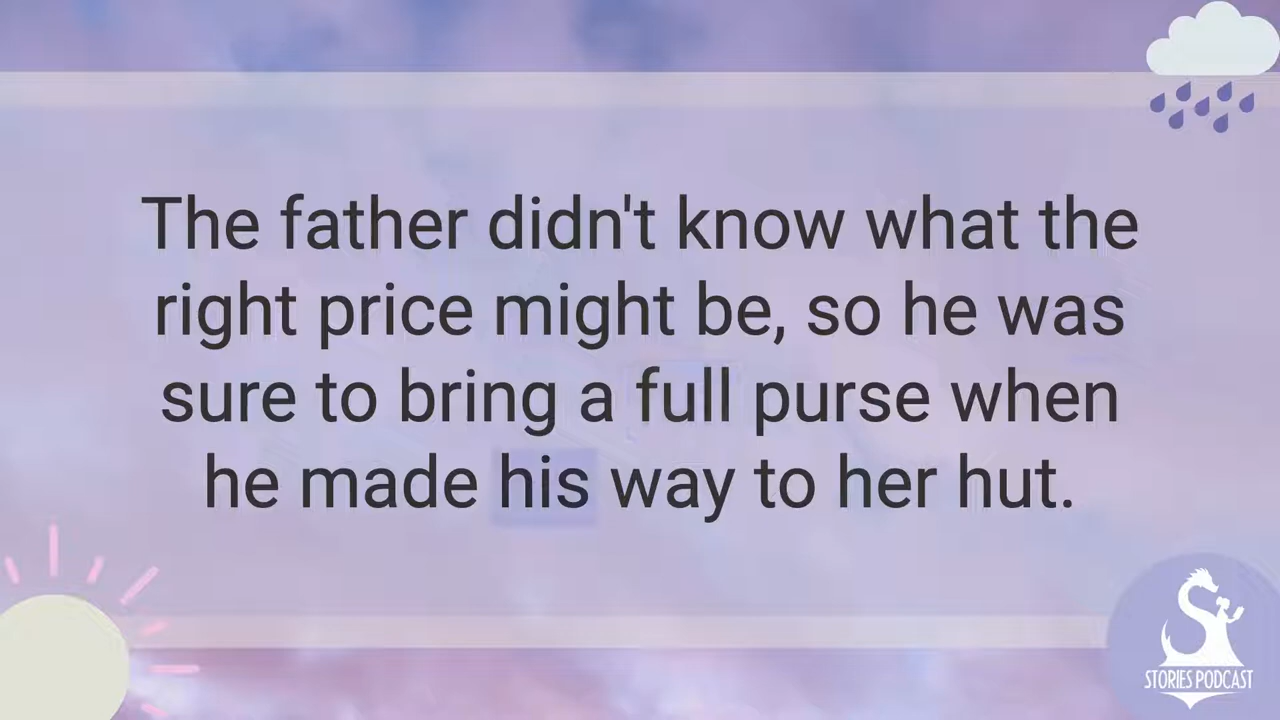 The father didn't know what the
right price might be, so he was
sure to bring a full purse when
he made his way to her hut.
STORIES PODCAST